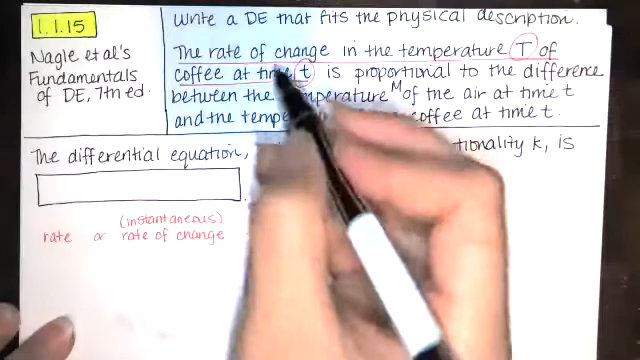 1.1.15
Nagle et al's
Fundamentals
of DE, 7th ed.
Write a DE that fits the physical description.
The rate of change in the temperature T of
coffee at time t is proportional to the difference
between the temperature M of the air at time t
and the coffee at time t.
The differential equation, k, is
(instantaneous)
rate or rate of change